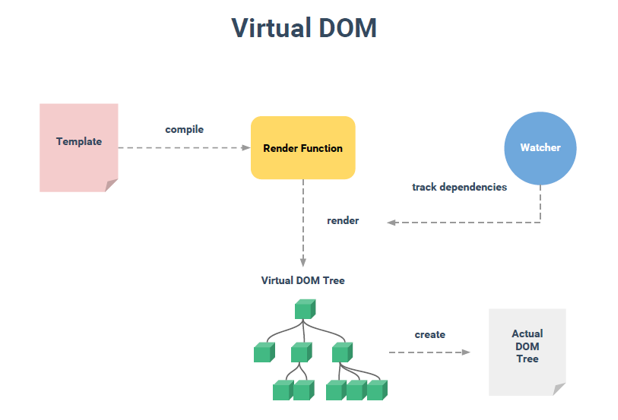 Virtual DOM
Template
compile
Render Function
Watcher
track dependencies
render
Virtual DOM Tree
create
Actual
DOM
Tree